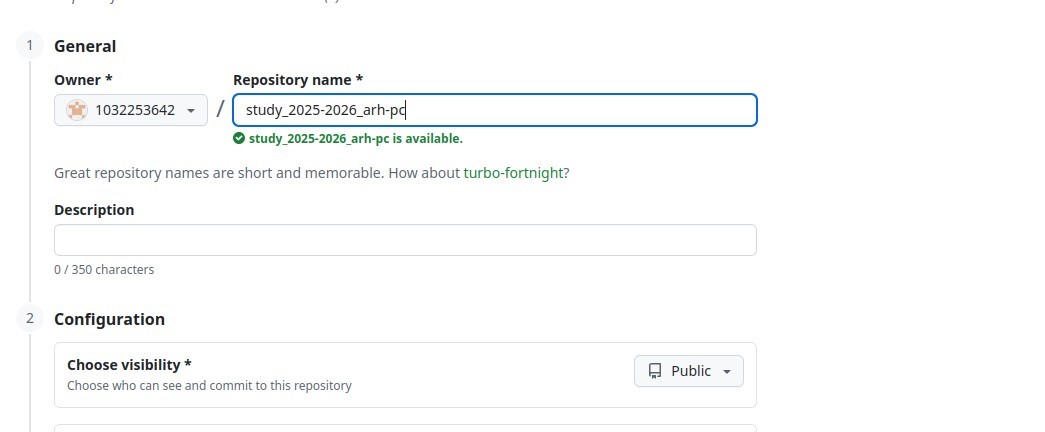 1 General
Owner * Repository name *
1032253642 / study_2025-2026_arh-pc
study_2025-2026_arh-pc is available.
Great repository names are short and memorable. How about turbo-fortnight?
Description
0 / 350 characters
2 Configuration
Choose visibility *
Choose who can see and commit to this repository
Public